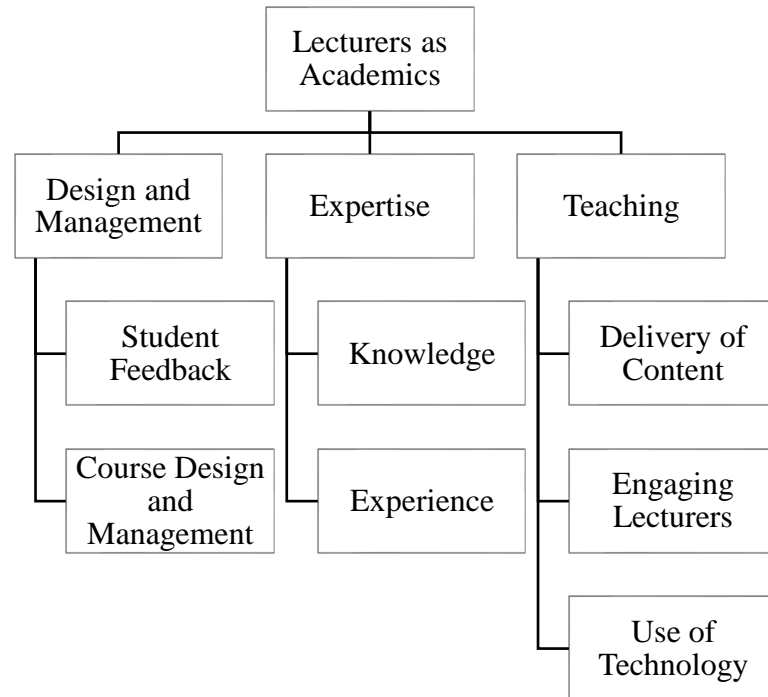 Lecturers as
Academics
Design and
Management
Expertise
Teaching
Student
Feedback
Knowledge
Delivery of
Content
Course Design
and
Management
Experience
Engaging
Lecturers
Use of
Technology